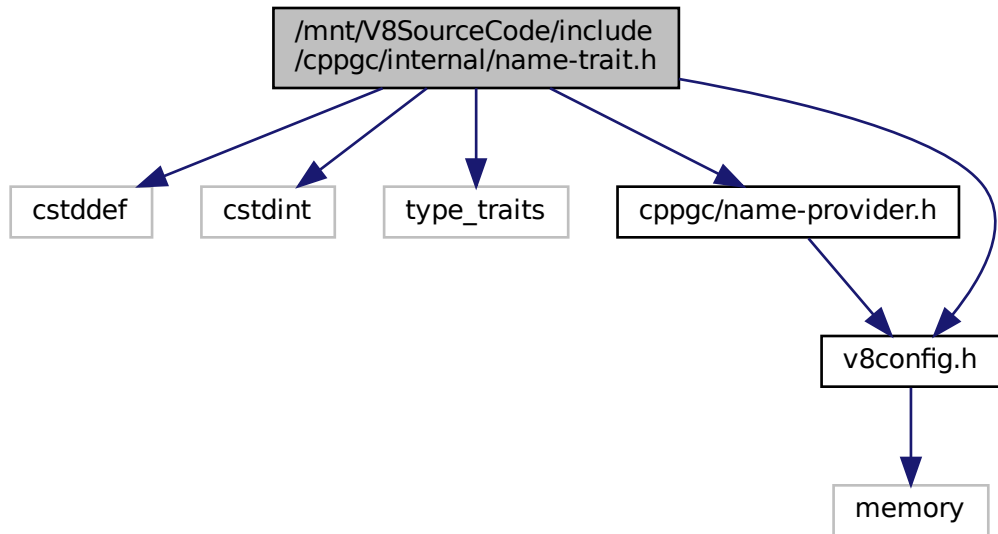 /mnt/V8SourceCode/include
/cppgc/internal/name-trait.h
cstddef
cstdint
type_traits
cppgc/name-provider.h
v8config.h
memory